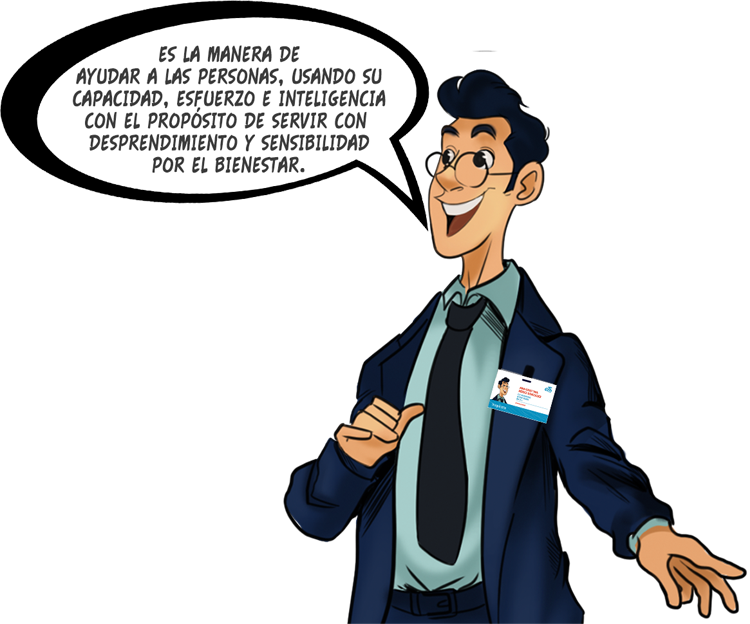 ES LA MANERA DE
AYUDAR A LAS PERSONAS, USANDO SU
CAPACIDAD, ESFUERZO E INTELIGENCIA
CON EL PROPÓSITO DE SERVIR CON
DESPRENDIMIENTO Y SENSIBILIDAD
POR EL BIENESTAR.